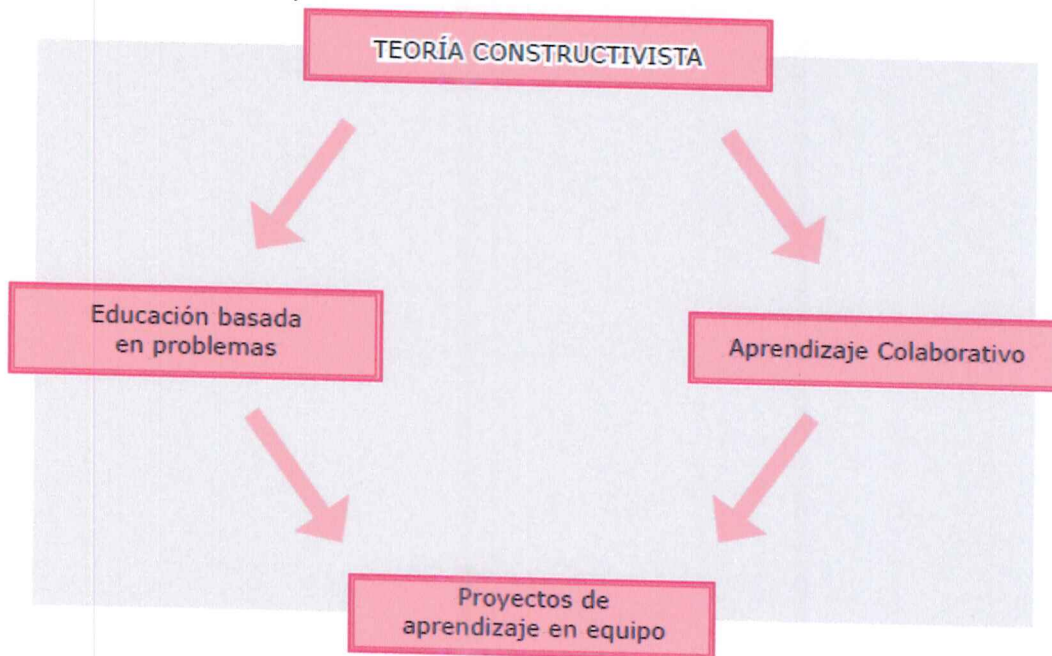 TEORÍA CONSTRUCTIVISTA
Educación basada
en problemas
Aprendizaje Colaborativo
Proyectos de
aprendizaje en equipo